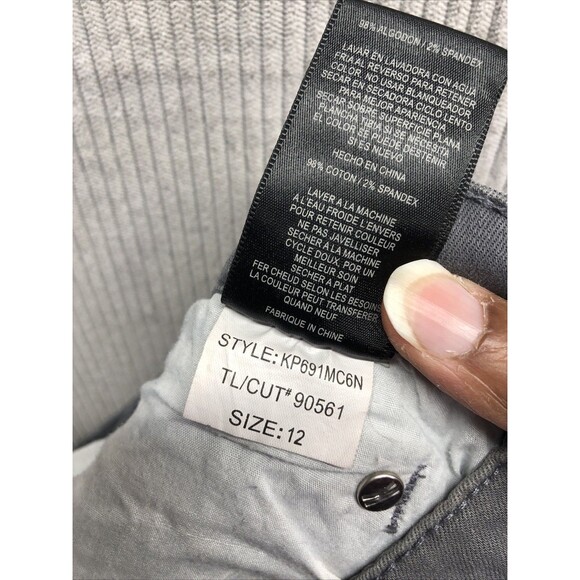 98% ALGODON / 2% SPANDEX
LAVAR EN LAVADORA CON AGUA
FRIA AL REVERSO PARA RETENER
COLOR, NO USAR BLANQUEADOR
SECAR EN SECADORA CICLO LENTO
PARA MEJOR APARIENCIA
SECAR SOBRE SUPERFICIE PLANA
PLANCHA TIBIA SI SE NECESITA
EL COLOR SE PUEDE DESTENIR
SI ES NUEVO
HECHO EN CHINA
98% COTON / 2% SPANDEX
LAVER A LA MACHINE
A L'EAU FROIDE L'ENVERS
POUR RETENIR COULEUR
NE PAS JAVELLISER
SECHER A LA MACHINE
CYCLE DOUX, POUR UN
MEILLEUR SOIN
SECHER A PLAT
FER CHEUD SELON LES BESOINS
LA COULEUR PEUT TRANSFERER
QUAND NEUF
FABRIQUE IN CHINE
STYLE: KP691MC6N
TL/CUT# 90561
SIZE: 12